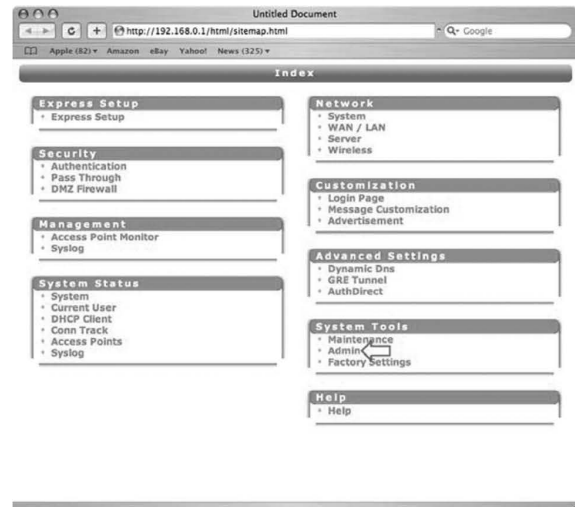 Untitled Document
http://192.168.0.1/html/sitemap.html
Google
Apple (82) Amazon eBay Yahoo! News (325)
Index
Express Setup
Express Setup
Security
Authentication
Pass Through
DMZ Firewall
Management
Access Point Monitor
Syslog
System Status
System
Current User
DHCP Client
Conn Track
Access Points
Syslog
Network
System
WAN / LAN
Server
Wireless
Customization
Login Page
Message Customization
Advertisement
Advanced Settings
Dynamic Dns
GRE Tunnel
AuthDirect
System Tools
Maintenance
Admin
Factory Settings
Help
Help